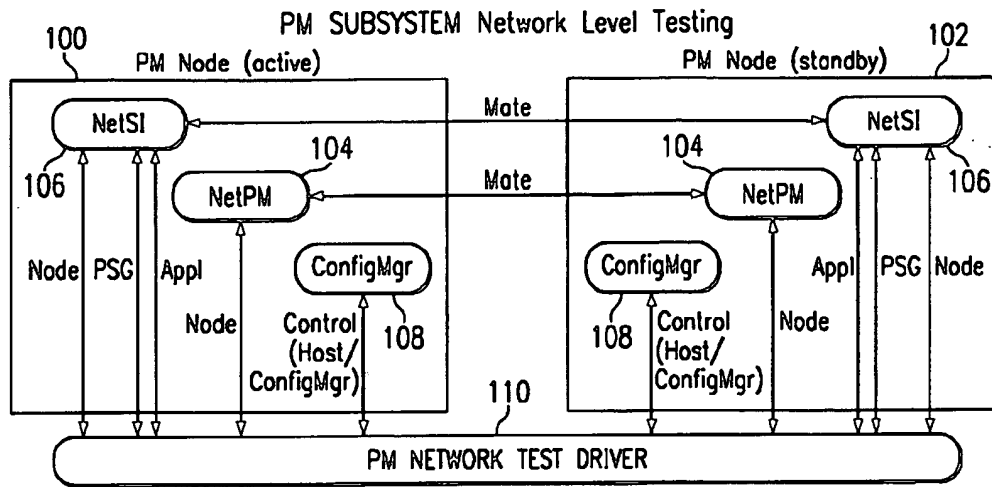 PM SUBSYSTEM Network Level Testing
100
102
PM Node (active)
PM Node (standby)
NetSI
Mate
NetSI
106
104
104
106
NetPM
Mate
NetPM
ConfigMgr
ConfigMgr
Node
PSG
Appl
Node
Control
(Host/
ConfigMgr)
108
108
Control
(Host/
ConfigMgr)
Node
Appl
PSG
Node
110
PM NETWORK TEST DRIVER